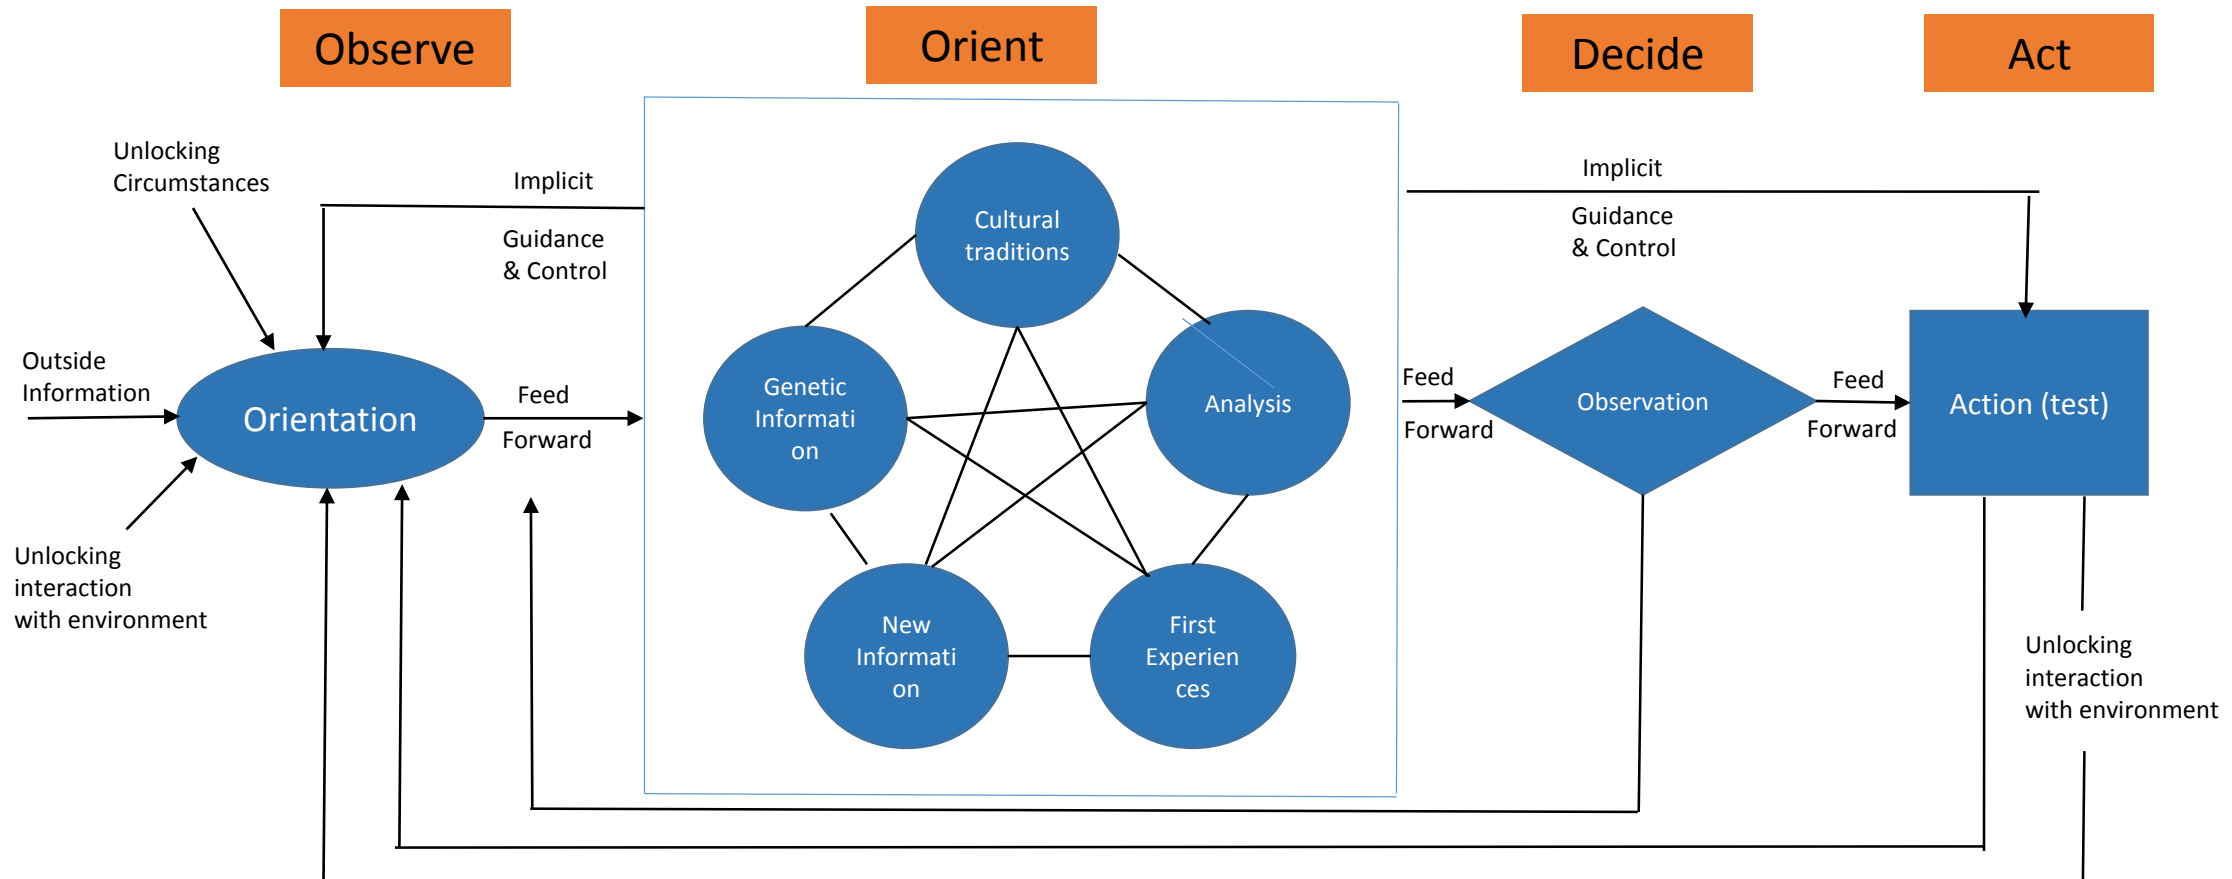 Observe
Orient
Decide
Act
Unlocking
Circumstances
Implicit
Guidance
& Control
Outside
Information
Orientation
Feed
Forward
Unlocking
interaction
with environment
Cultural
traditions
Genetic
Informati
on
Analysis
New
Informati
on
First
Experien
ces
Implicit
Guidance
& Control
Feed
Forward
Observation
Feed
Forward
Action (test)
Unlocking
interaction
with environment